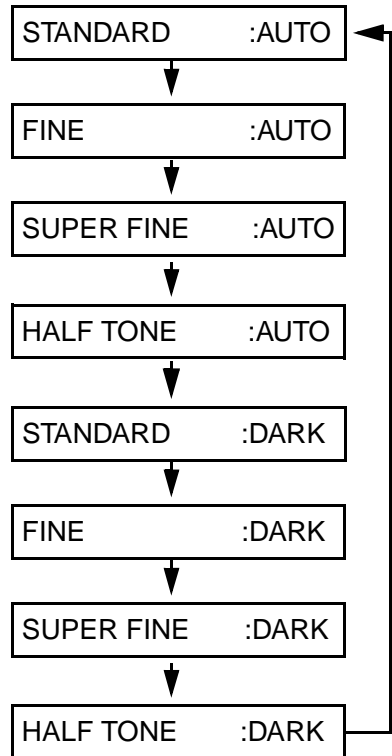 STANDARD :AUTO
FINE :AUTO
SUPER FINE :AUTO
HALF TONE :AUTO
STANDARD :DARK
FINE :DARK
SUPER FINE :DARK
HALF TONE :DARK